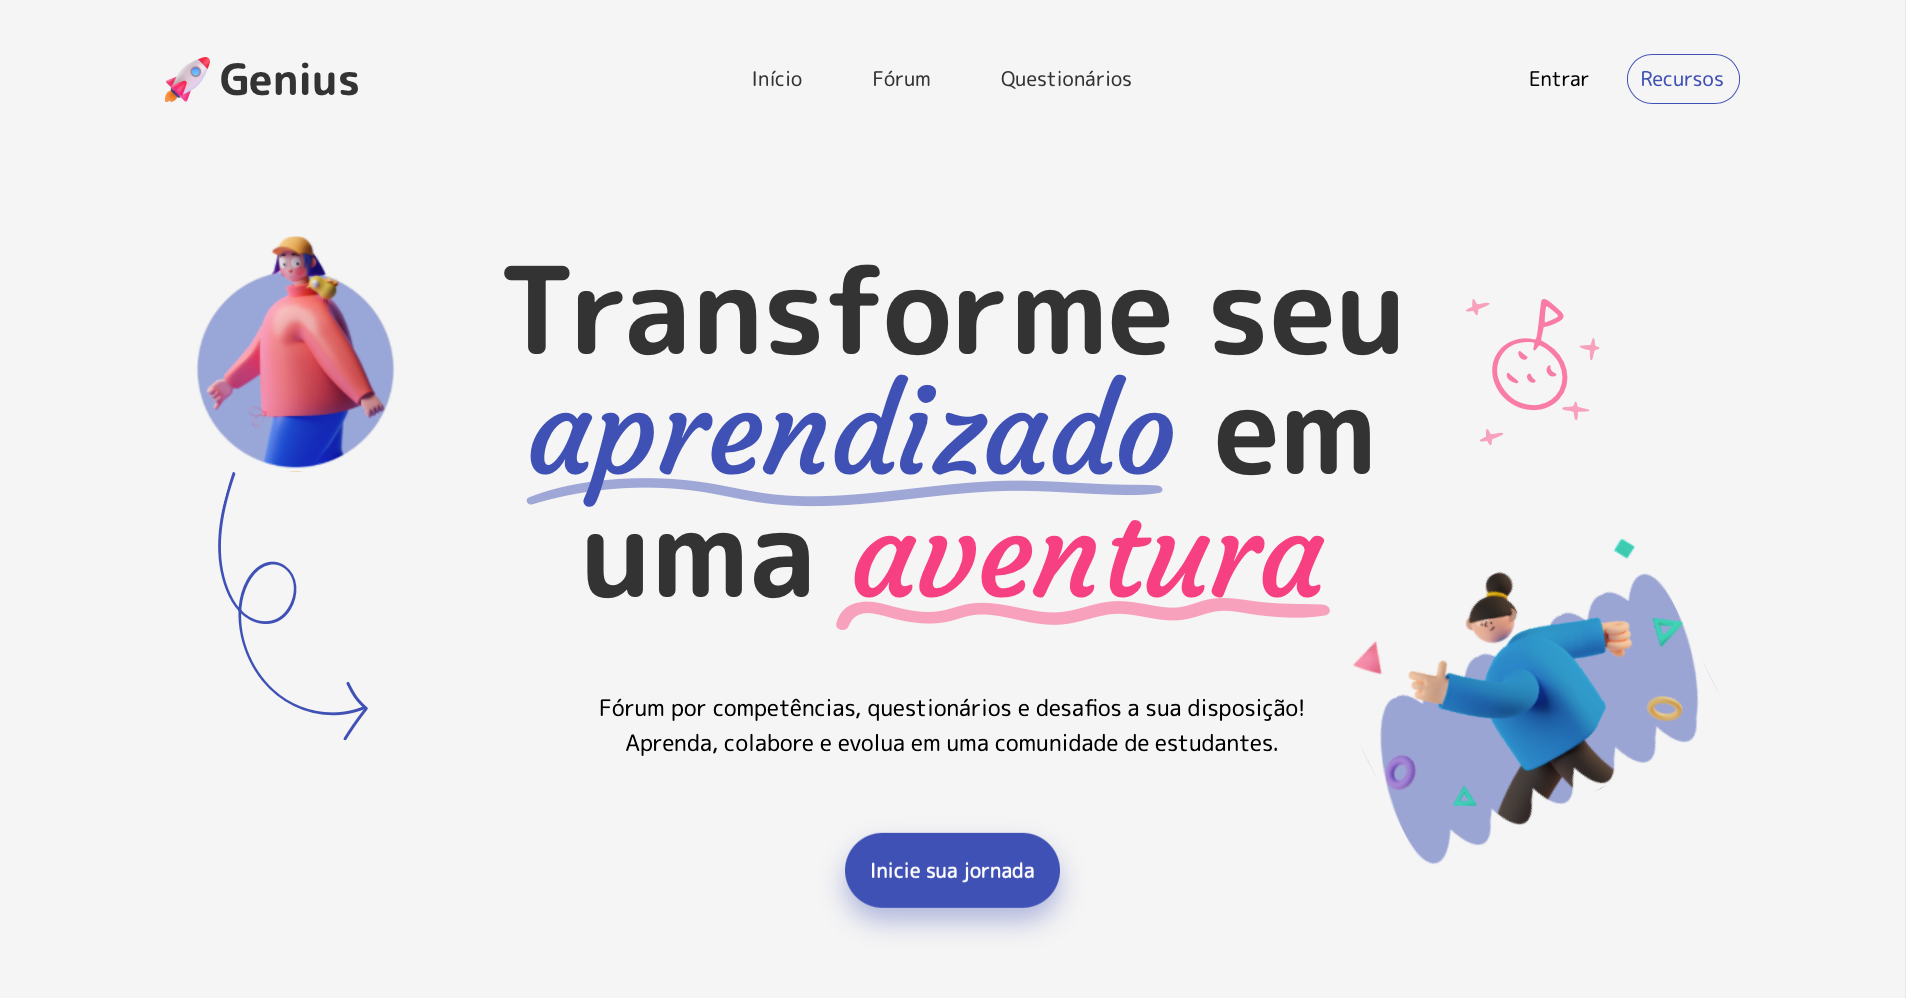 Genius
Início
Fórum
Questionários
Entrar
Recursos
Transforme seu
aprendizado em
uma aventura
Fórum por competências, questionários e desafios a sua disposição!
Aprenda, colabore e evolua em uma comunidade de estudantes.
Inicie sua jornada